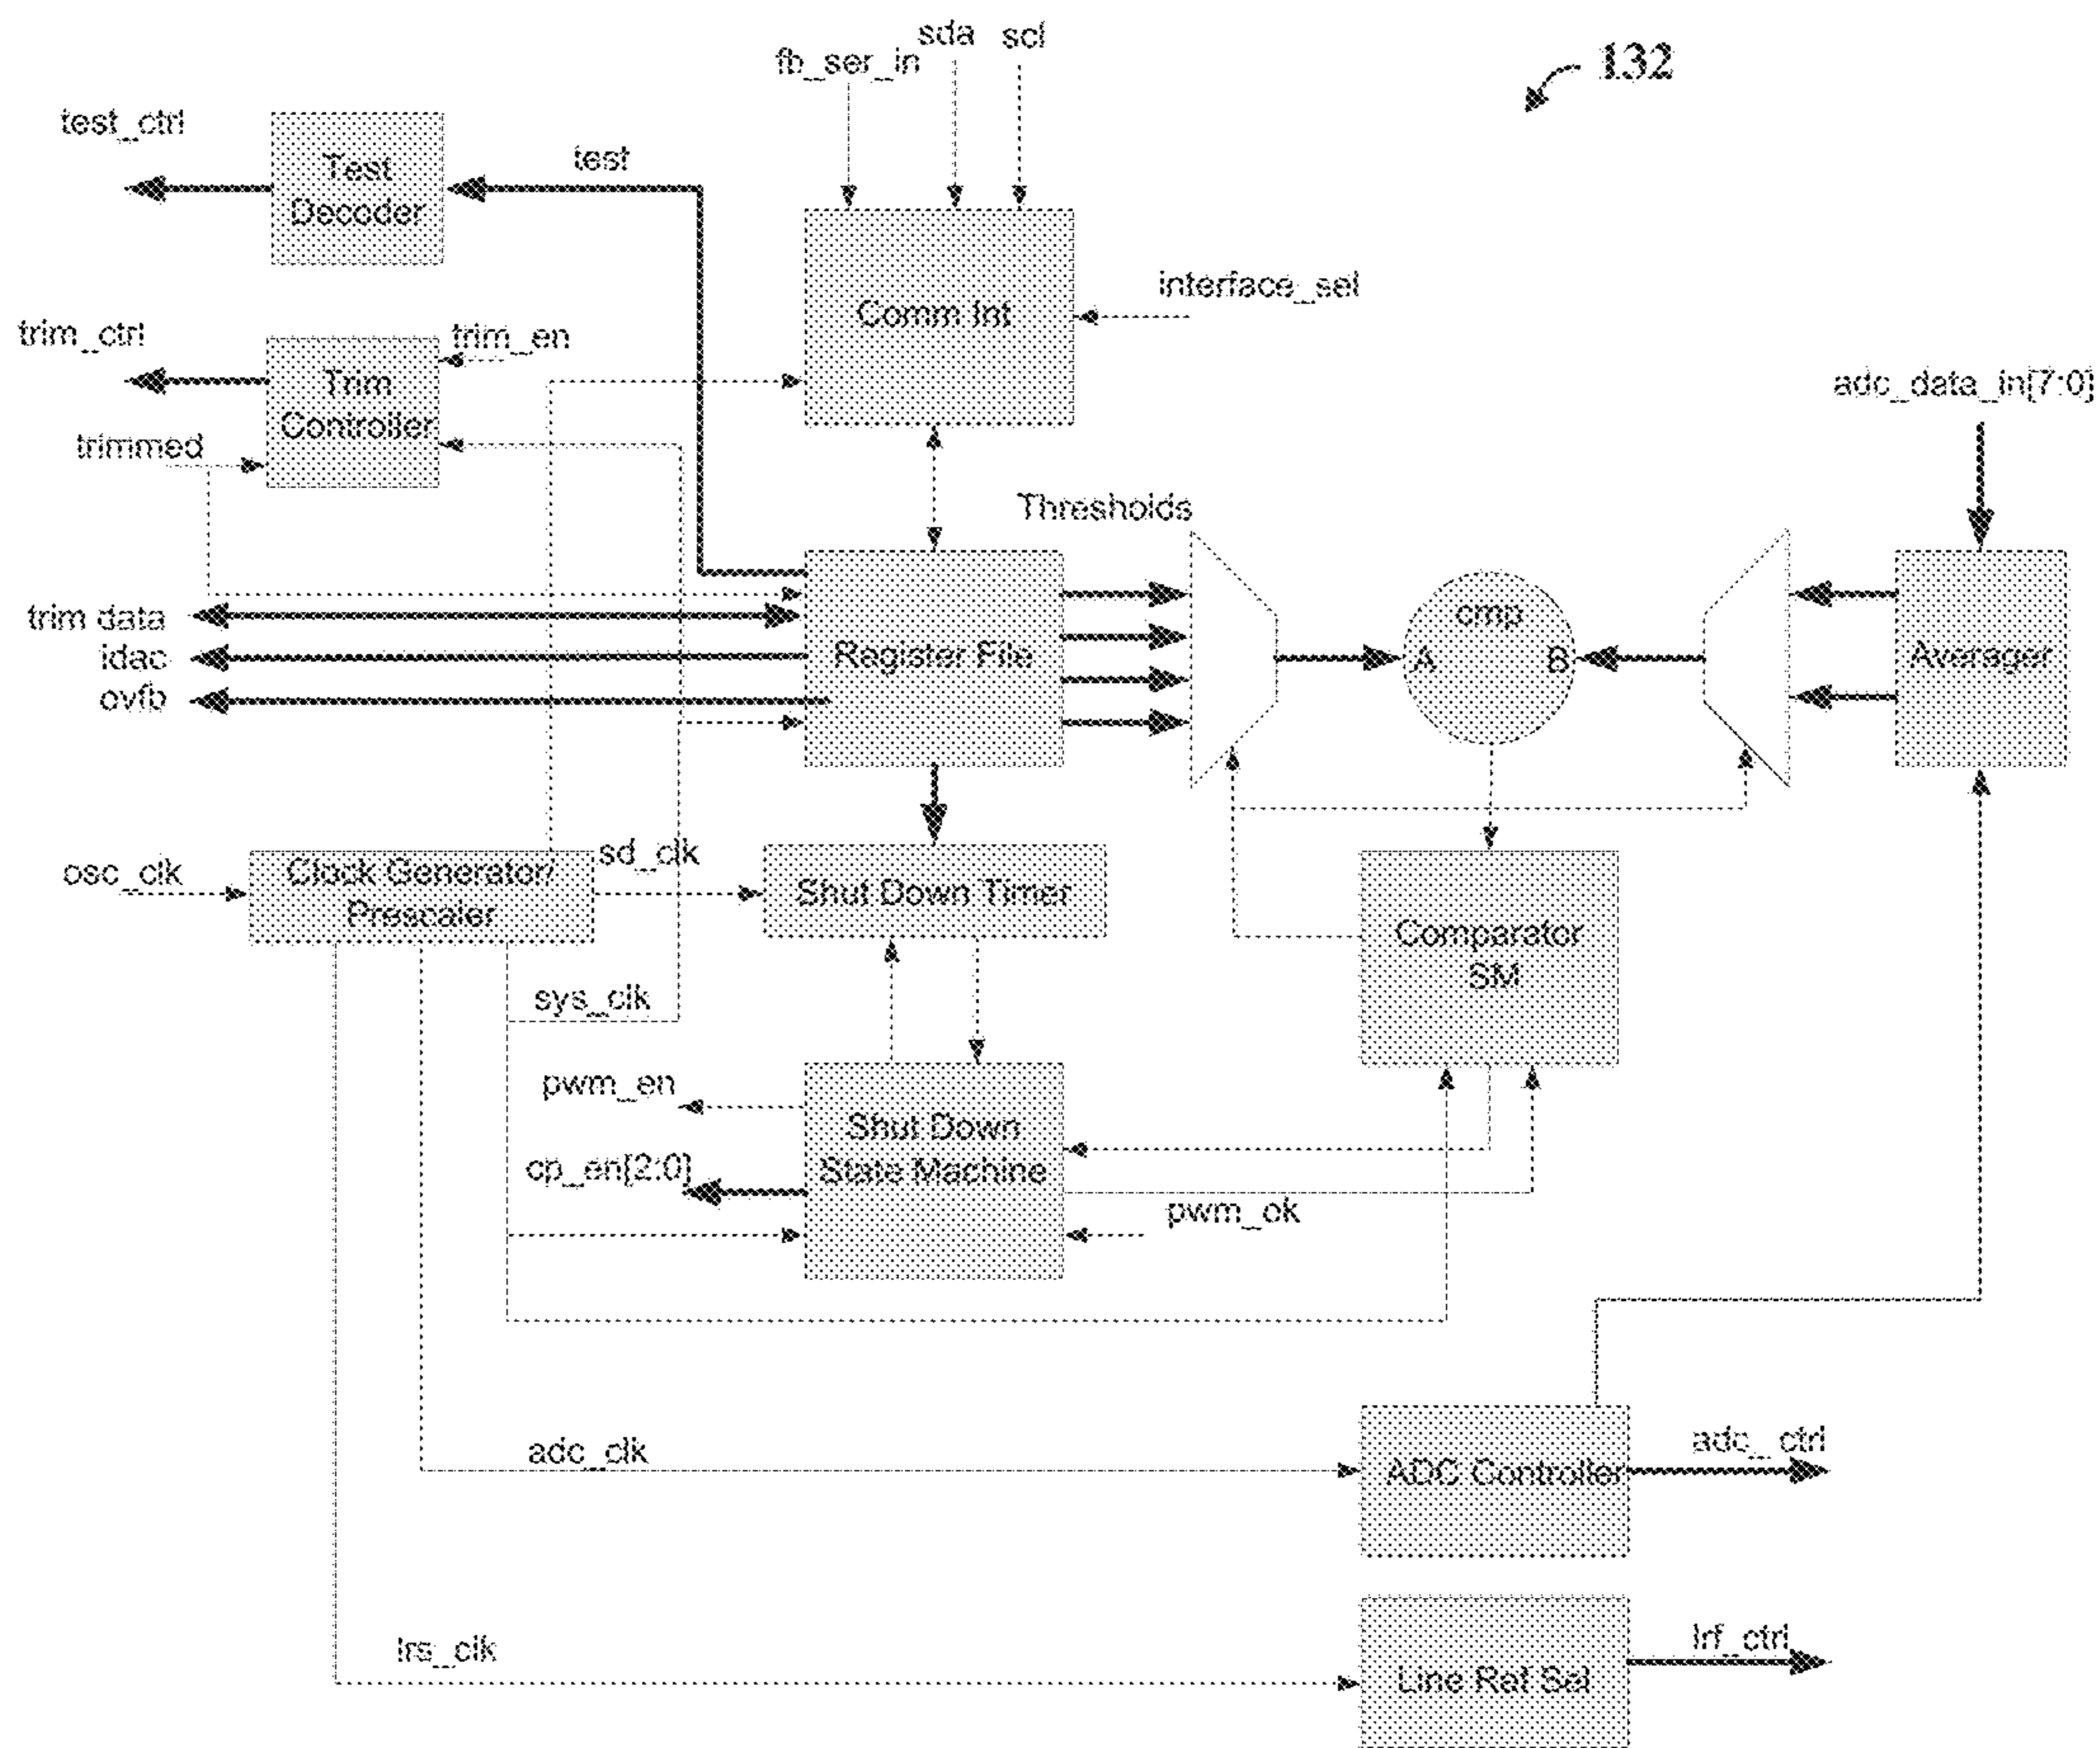 sda
scl
fb_ser_in
132
test_ctrl
Test
Decoder
test
interface_sel
Comm Int
trim_ctrl
trim_en
Trim
Controller
trimmed
adc_data_in[7:0]
Thresholds
trim data
idac
ovfb
Register File
cmp
A
B
Averager
osc_clk
Clock Generator/
Prescaler
sd_clk
Shut Down Timer
Comparator
SM
sys_clk
pwm_en
cp_en[2:0]
Shut Down
State Machine
pwm_ok
adc_clk
ADC Controller
adc_ ctrl
lrs_clk
Line Ref Sel
lrf_ctrl